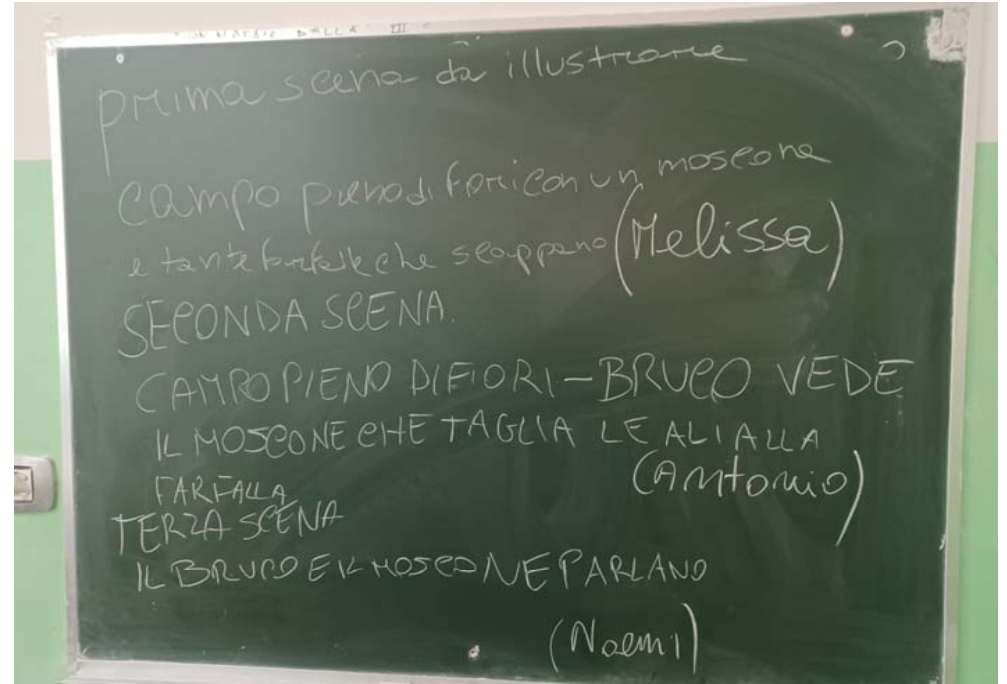 prima scena da illustrare
campo pieno di fiori con un moscone
e tante farfalle che scappano (Melissa)
SECONDA SCENA.
CAMPO PIENO DI FIORI - BRUCO VEDE
IL MOSCONE CHE TAGLIA LE ALI ALLA
FARFALLA (Antonio)
TERZA SCENA
IL BRUCO E IL MOSCONE PARLANO
(Noemi)